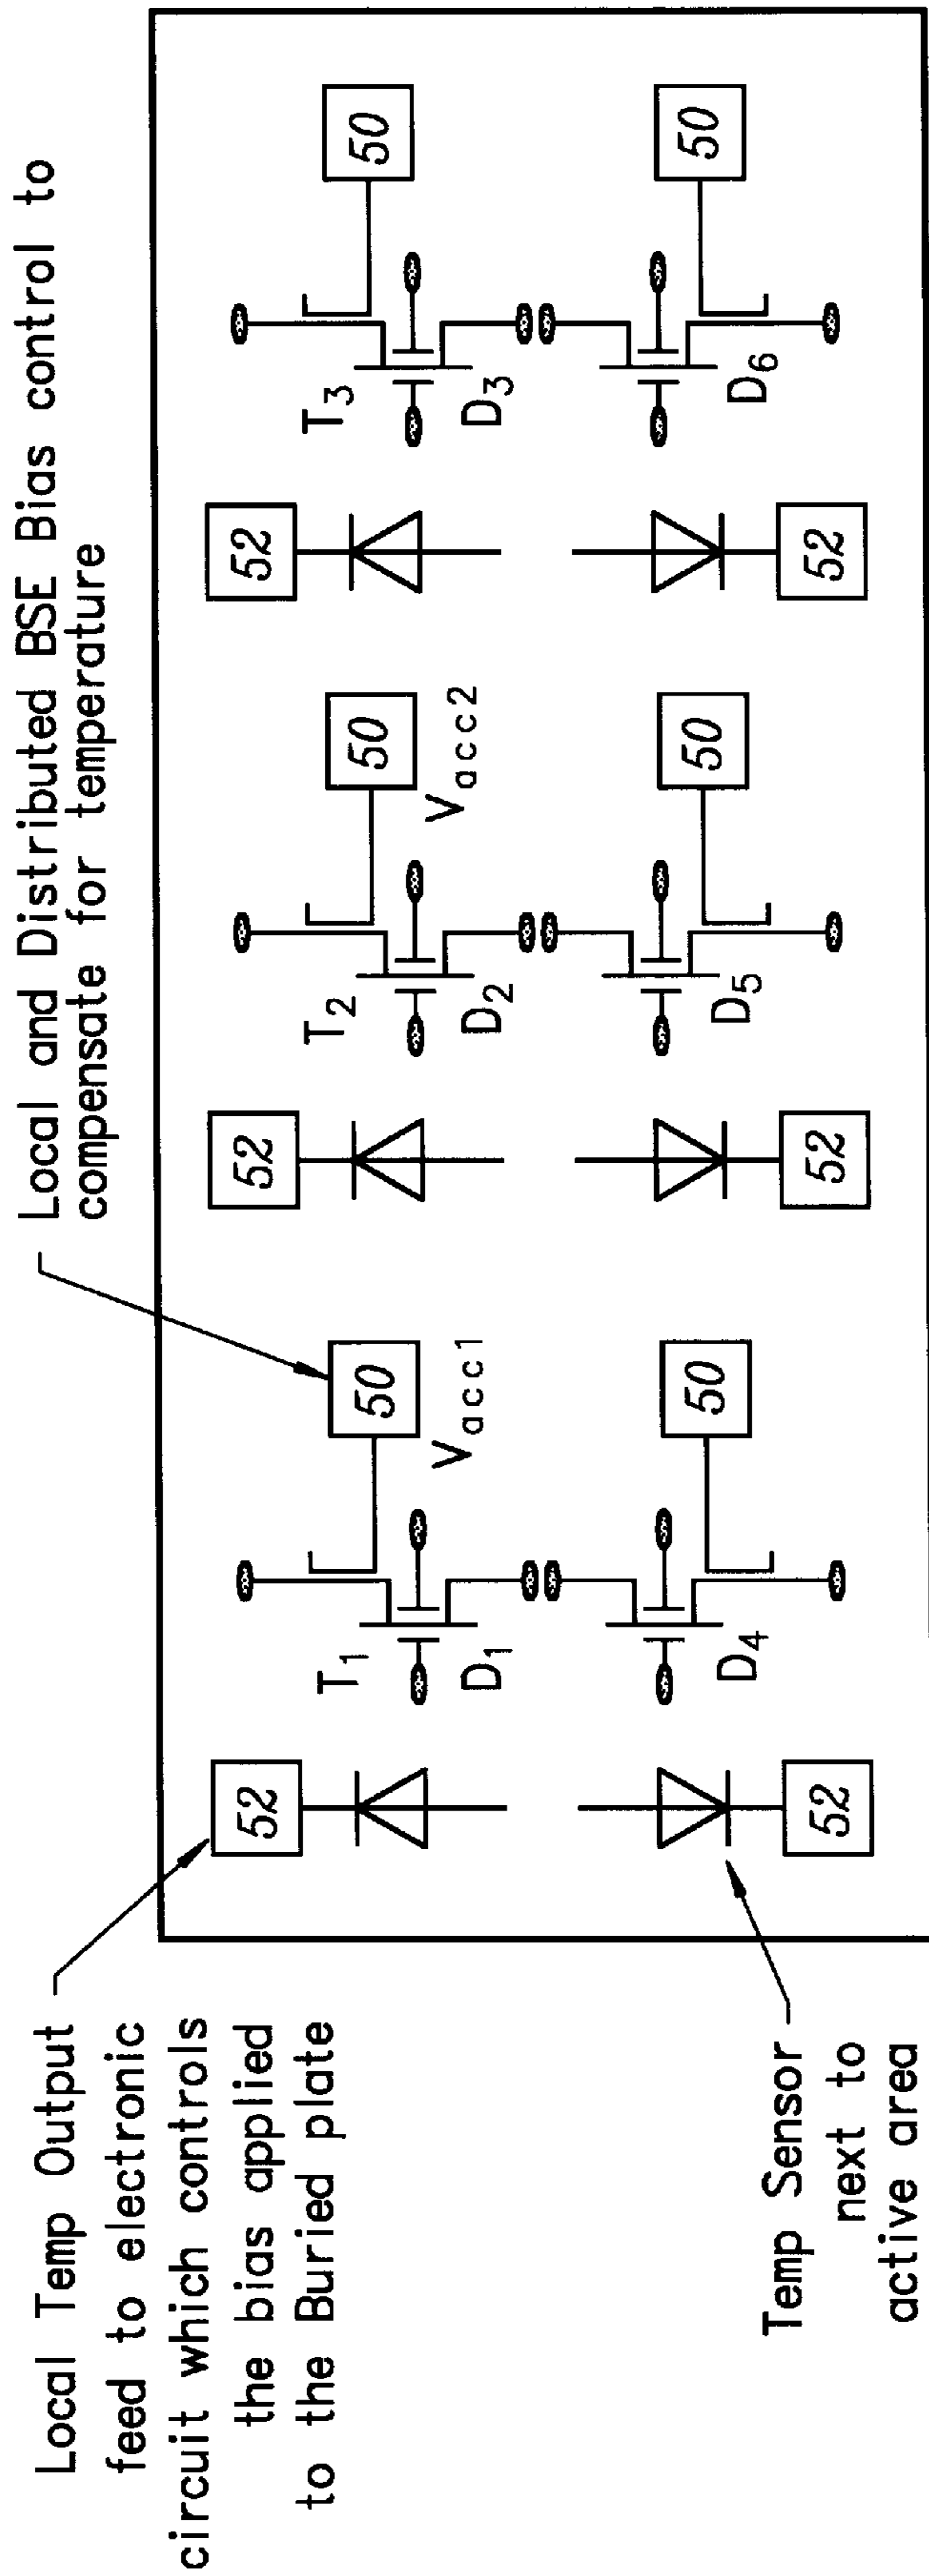 Local and Distributed BSE Bias control to
compensate for temperature
Local Temp Output
feed to electronic
circuit which controls
the bias applied
to the Buried plate
52
52
52
50
50
50
T1
T2
T3
D1
D2
D3
Vacc1
Vacc2
D4
D5
D6
50
50
50
52
52
52
Temp Sensor
next to
active area